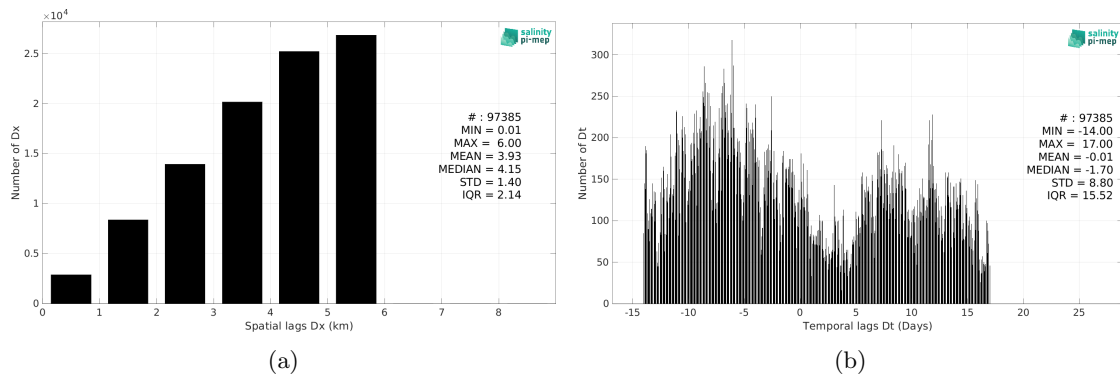 ×10⁴
2.5
2
1.5
1
0.5
0
0 1 2 3 4 5 6 7 8
Number of Dx
Spatial lags Dx (km)
salinity
pi-mep
# : 97385
MIN = 0.01
MAX = 6.00
MEAN = 3.93
MEDIAN = 4.15
STD = 1.40
IQR = 2.14
(a)
300
250
200
150
100
50
0
-15 -10 -5 0 5 10 15 20 25
Number of Dt
Temporal lags Dt (Days)
salinity
pi-mep
# : 97385
MIN = -14.00
MAX = 17.00
MEAN = -0.01
MEDIAN = -1.70
STD = 8.80
IQR = 15.52
(b)